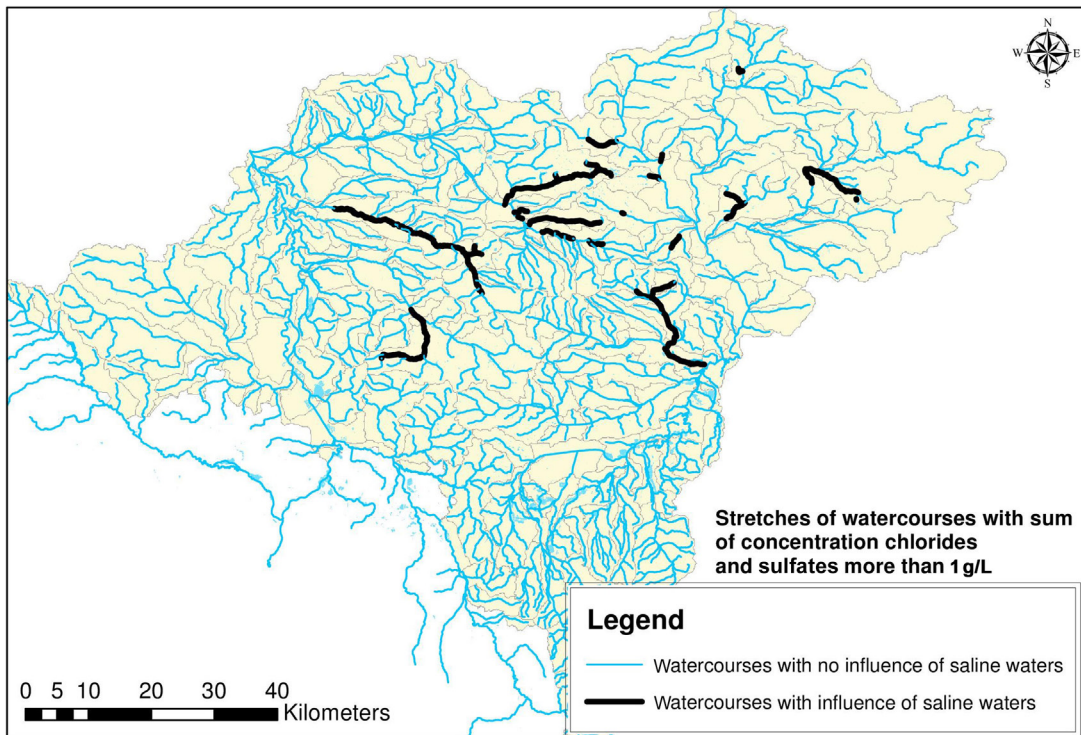 N
W E
S
Stretches of watercourses with sum
of concentration chlorides
and sulfates more than 1 g/L
Legend
Watercourses with no influence of saline waters
Watercourses with influence of saline waters
0 5 10 20 30 40
Kilometers